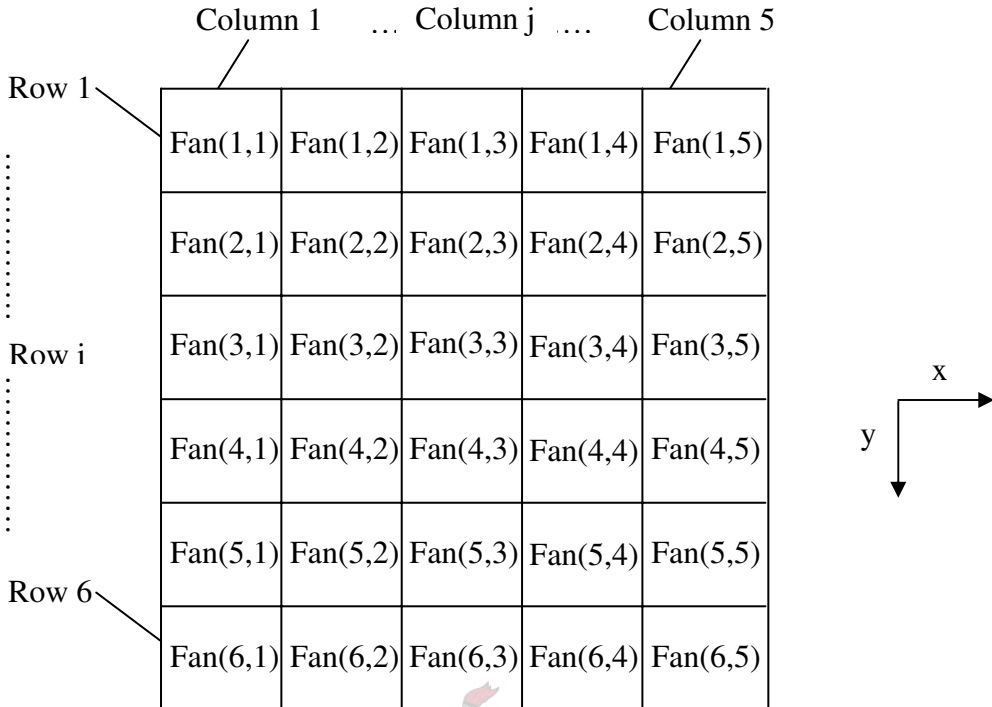 Column 1 ... Column j .... Column 5
Row 1
Fan(1,1) Fan(1,2) Fan(1,3) Fan(1,4) Fan(1,5)
Fan(2,1) Fan(2,2) Fan(2,3) Fan(2,4) Fan(2,5)
Row i
Fan(3,1) Fan(3,2) Fan(3,3) Fan(3,4) Fan(3,5)
x
y
Fan(4,1) Fan(4,2) Fan(4,3) Fan(4,4) Fan(4,5)
Fan(5,1) Fan(5,2) Fan(5,3) Fan(5,4) Fan(5,5)
Row 6
Fan(6,1) Fan(6,2) Fan(6,3) Fan(6,4) Fan(6,5)